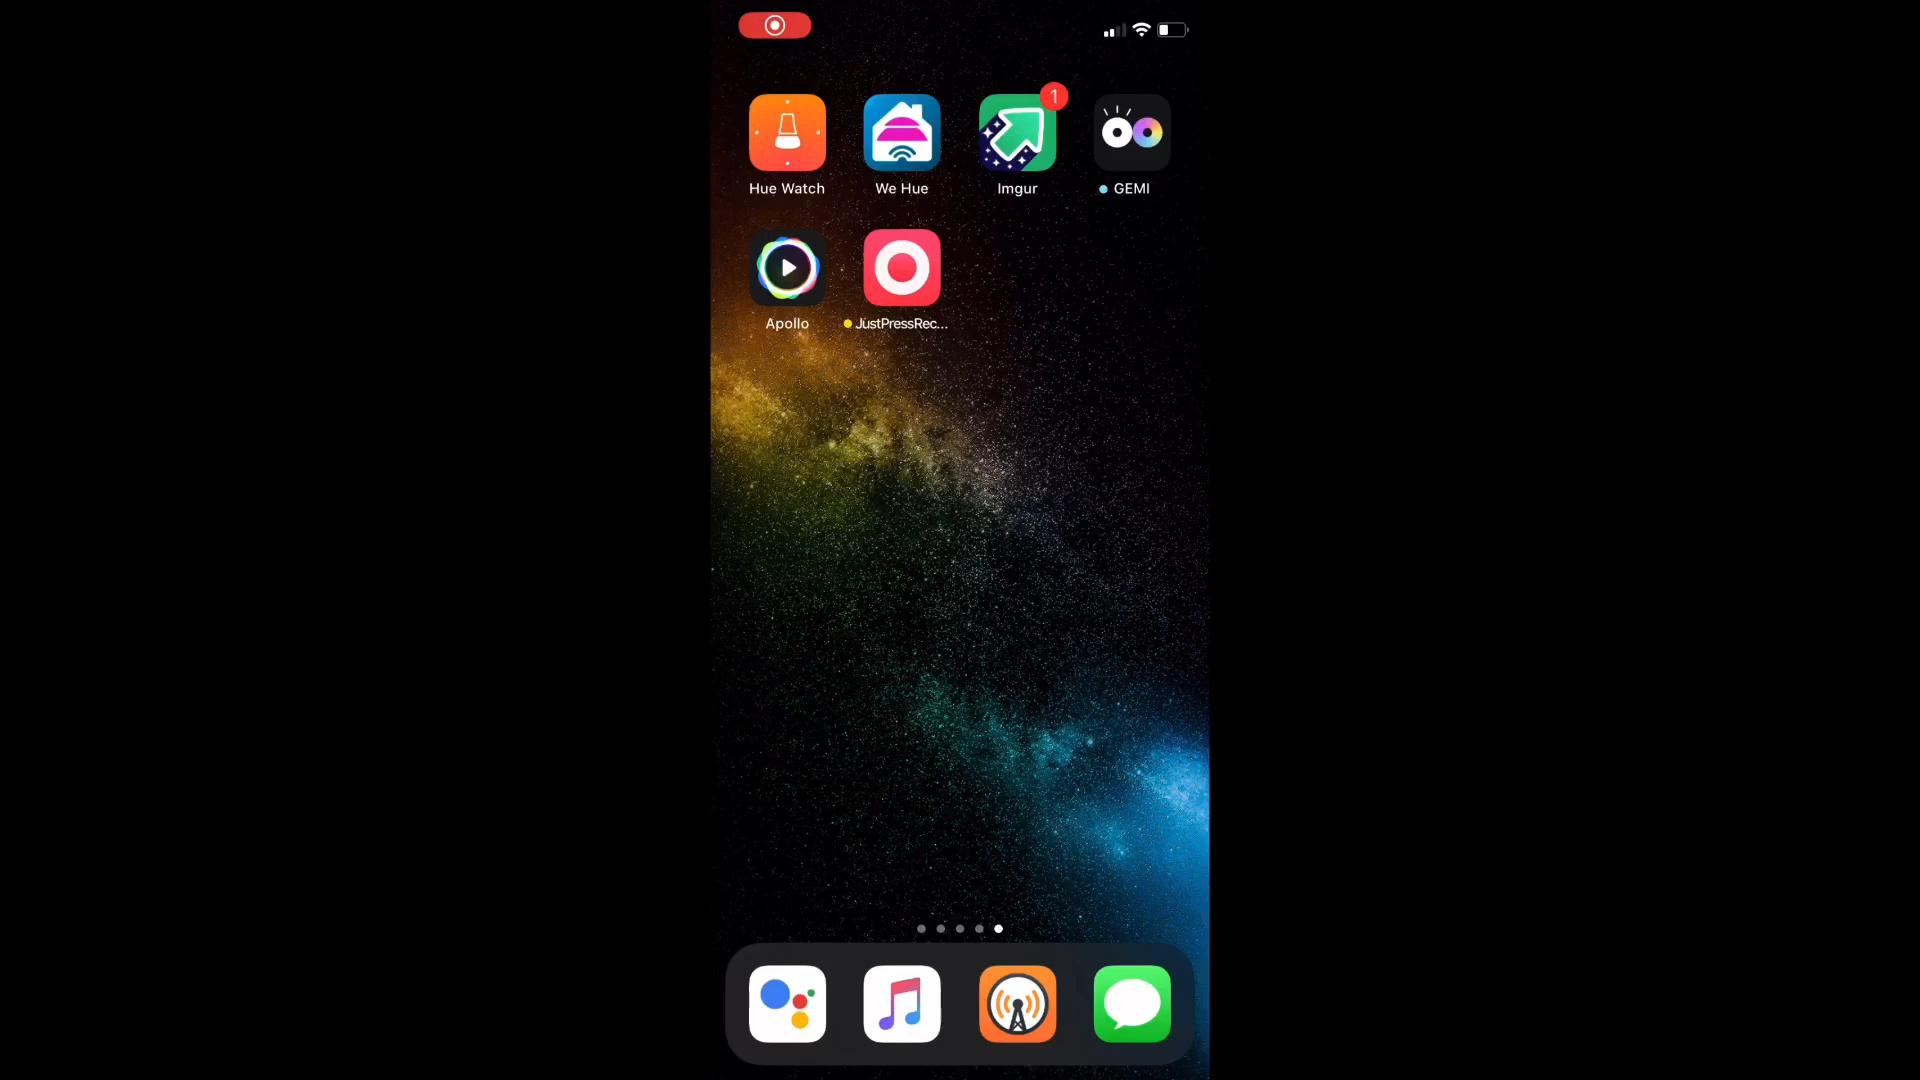 1
Hue Watch
We Hue
Imgur
GEMI
Apollo
JustPressRec...